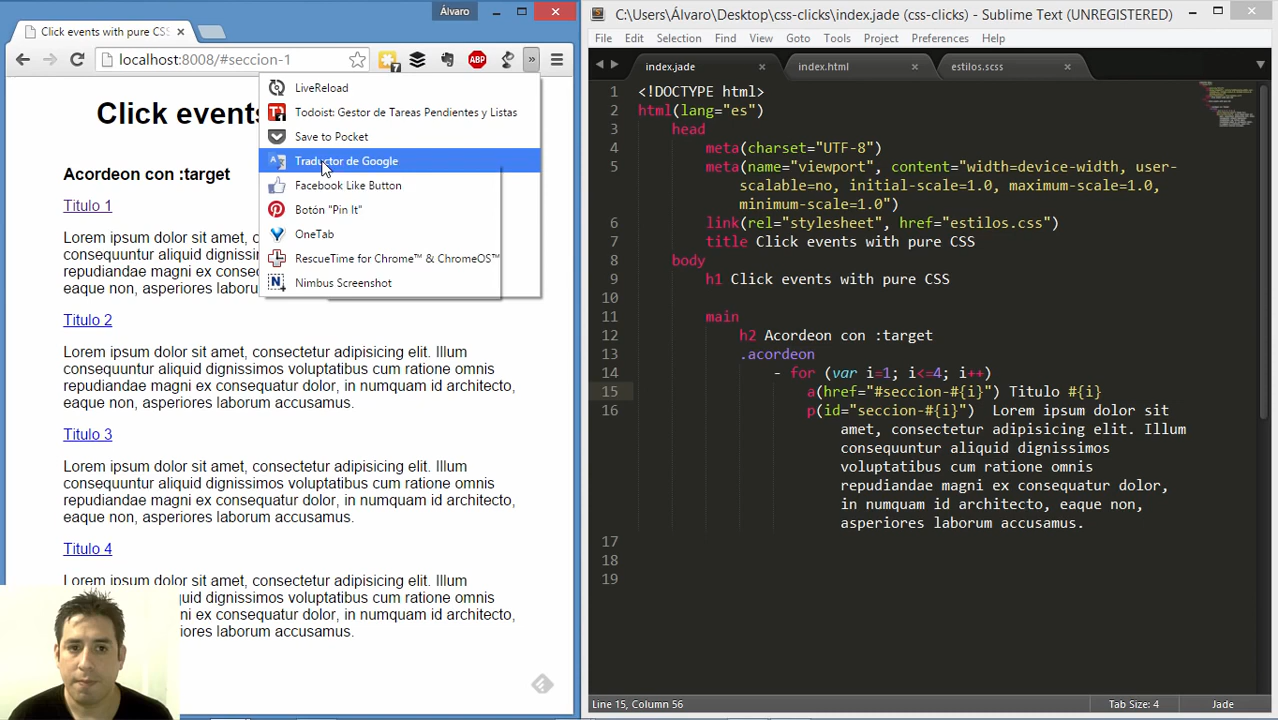 Álvaro
Click events with pure CSS
localhost:8008/#seccion-1
7
ABP
»
LiveReload
Todoist: Gestor de Tareas Pendientes y Listas
Save to Pocket
Traductor de Google
Facebook Like Button
Botón "Pin It"
OneTab
RescueTime for Chrome™ & ChromeOS™
Nimbus Screenshot
Click events
Acordeon con :target
Titulo 1
Lorem ipsum dolor sit
consequuntur aliquid
repudiandae magni ex
eaque non, asperiores
Titulo 2
Lorem ipsum dolor sit amet, consectetur adipisicing elit. Illum
consequuntur aliquid dignissimos voluptatibus cum ratione omnis
repudiandae magni ex consequatur dolor, in numquam id architecto,
eaque non, asperiores laborum accusamus.
Titulo 3
Lorem ipsum dolor sit amet, consectetur adipisicing elit. Illum
consequuntur aliquid dignissimos voluptatibus cum ratione omnis
repudiandae magni ex consequatur dolor, in numquam id architecto,
eaque non, asperiores laborum accusamus.
Titulo 4
Lorem ipsum dolor sit amet, consectetur adipisicing elit. Illum
quid dignissimos voluptatibus cum ratione omnis
agni ex consequatur dolor, in numquam id architecto,
riores laborum accusamus.
C:\Users\Álvaro\Desktop\css-clicks\index.jade (css-clicks) - Sublime Text (UNREGISTERED)
File Edit Selection Find View Goto Tools Project Preferences Help
index.jade index.html estilos.scss
1 <!DOCTYPE html>
2 html(lang="es")
3 head
4 meta(charset="UTF-8")
5 meta(name="viewport", content="width=device-width, user-
scalable=no, initial-scale=1.0, maximum-scale=1.0,
minimum-scale=1.0")
6 link(rel="stylesheet", href="estilos.css")
7 title Click events with pure CSS
8 body
9 h1 Click events with pure CSS
10
11 main
12 h2 Acordeon con :target
13 .acordeon
14 - for (var i=1; i<=4; i++)
15 a(href="#seccion-#{i}") Titulo #{i}
16 p(id="seccion-#{i}") Lorem ipsum dolor sit
amet, consectetur adipisicing elit. Illum
consequuntur aliquid dignissimos
voluptatibus cum ratione omnis
repudiandae magni ex consequatur dolor,
in numquam id architecto, eaque non,
asperiores laborum accusamus.
17
18
19
Line 15, Column 56 Tab Size: 4 Jade